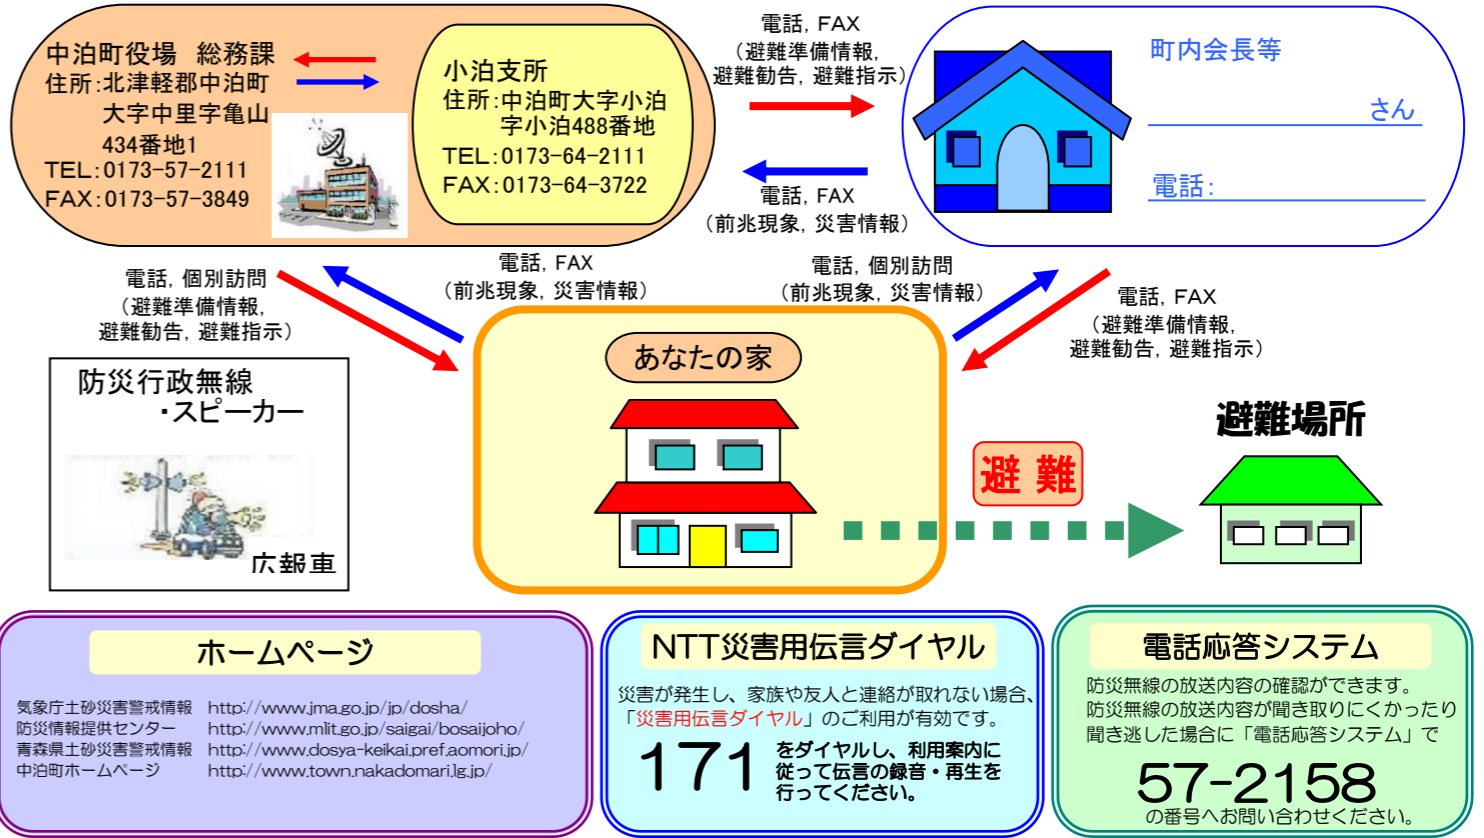 中泊町役場 総務課
住所:北津軽郡中泊町
大字中里字亀山
434番地1
TEL:0173-57-2111
FAX:0173-57-3849
小泊支所
住所:中泊町大字小泊
字小泊488番地
TEL:0173-64-2111
FAX:0173-64-3722
電話, FAX
(避難準備情報,
避難勧告, 避難指示)
電話, FAX
(前兆現象, 災害情報)
町内会長等
さん
電話:
電話, 個別訪問
(避難準備情報,
避難勧告, 避難指示)
電話, FAX
(前兆現象, 災害情報)
電話, 個別訪問
(前兆現象, 災害情報)
電話, FAX
(避難準備情報,
避難勧告, 避難指示)
防災行政無線
・スピーカー
広報車
あなたの家
避難
避難場所
ホームページ
気象庁土砂災害警戒情報 http://www.jma.go.jp/jp/dosha/
防災情報提供センター http://www.mlit.go.jp/saigai/bosaijoho/
青森県土砂災害警戒情報 http://www.dosya-keikai.pref.aomori.jp/
中泊町ホームページ http://www.town.nakadomari.lg.jp/
NTT災害用伝言ダイヤル
災害が発生し、家族や友人と連絡が取れない場合、
「災害用伝言ダイヤル」のご利用が有効です。
171
をダイヤルし、利用案内に
従って伝言の録音・再生を
行ってください。
電話応答システム
防災無線の放送内容の確認ができます。
防災無線の放送内容が聞き取りにくかったり
聞き逃した場合に「電話応答システム」で
57-2158
の番号へお問い合わせください。